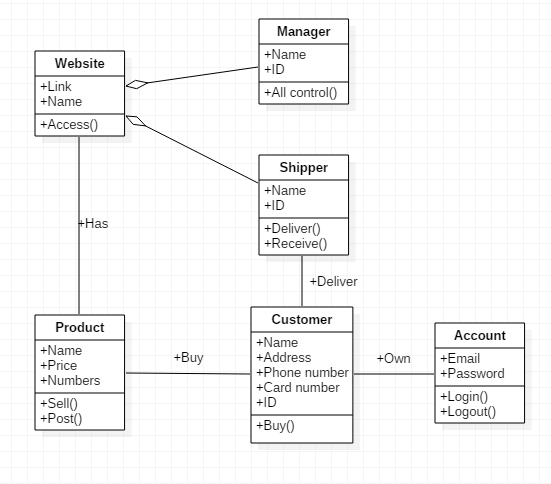 Manager
+Name
+ID
+All control()
Website
+Link
+Name
+Access()
Shipper
+Name
+ID
+Deliver()
+Receive()
+Has
+Deliver
Product
+Name
+Price
+Numbers
+Sell()
+Post()
+Buy
Customer
+Name
+Address
+Phone number
+Card number
+ID
+Buy()
+Own
Account
+Email
+Password
+Login()
+Logout()